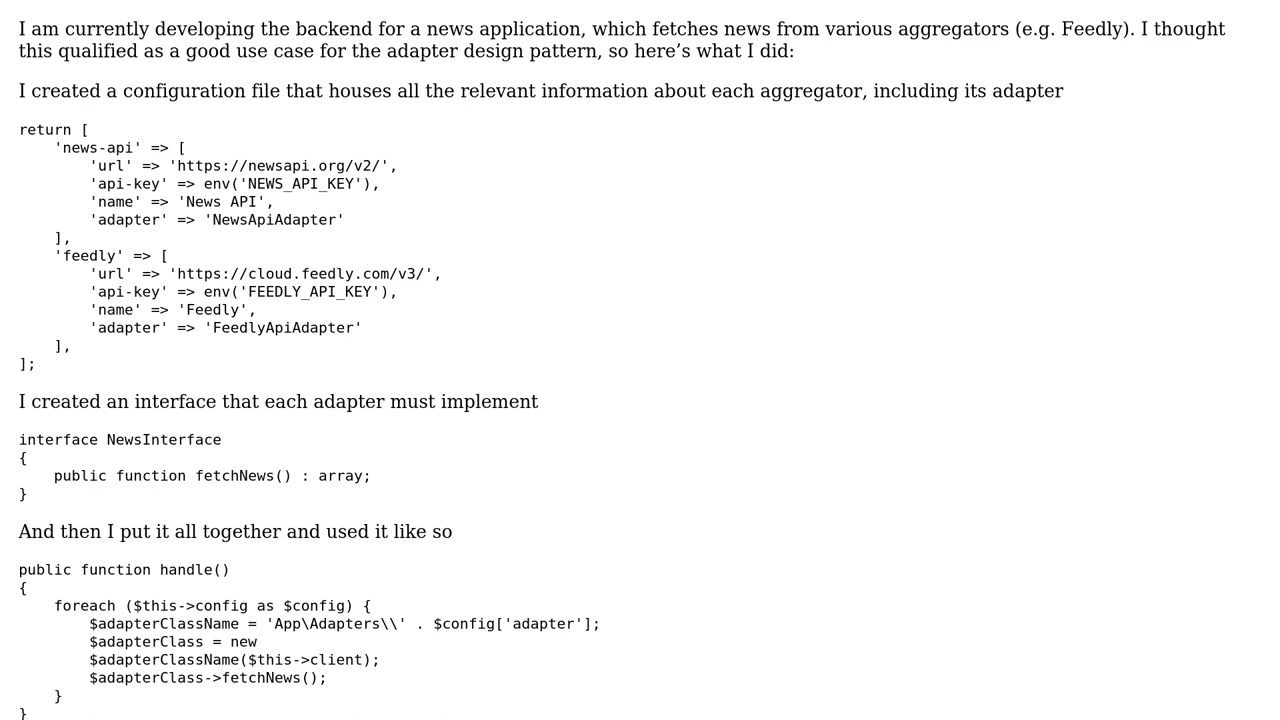 I am currently developing the backend for a news application, which fetches news from various aggregators (e.g. Feedly). I thought
this qualified as a good use case for the adapter design pattern, so here’s what I did:
I created a configuration file that houses all the relevant information about each aggregator, including its adapter
return [
    'news-api' => [
        'url' => 'https://newsapi.org/v2/',
        'api-key' => env('NEWS_API_KEY'),
        'name' => 'News API',
        'adapter' => 'NewsApiAdapter'
    ],
    'feedly' => [
        'url' => 'https://cloud.feedly.com/v3/',
        'api-key' => env('FEEDLY_API_KEY'),
        'name' => 'Feedly',
        'adapter' => 'FeedlyApiAdapter'
    ],
];
I created an interface that each adapter must implement
interface NewsInterface
{
    public function fetchNews() : array;
}
And then I put it all together and used it like so
public function handle()
{
    foreach ($this->config as $config) {
        $adapterClassName = 'App\Adapters\\' . $config['adapter'];
        $adapterClass = new
        $adapterClassName($this->client);
        $adapterClass->fetchNews();
    }
}